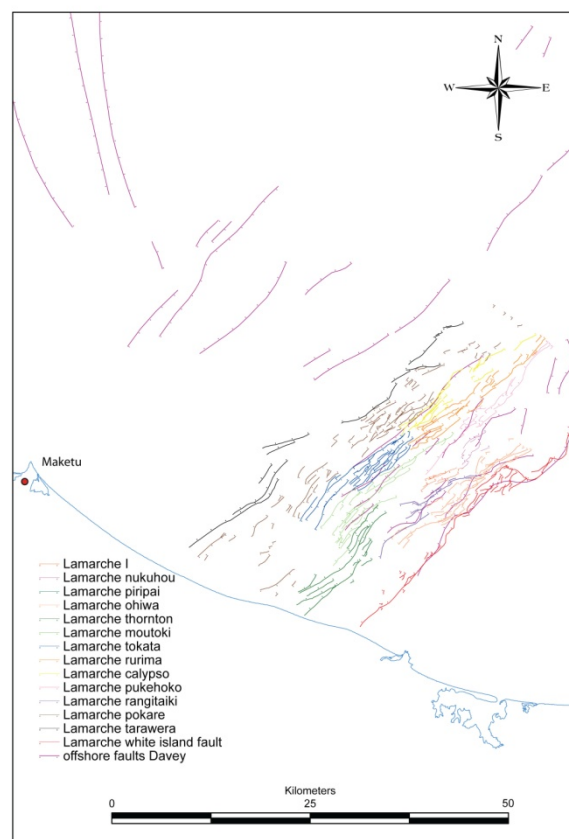 N
W E
S
Maketu
Lamarche I
Lamarche nukuhou
Lamarche piripai
Lamarche ohiwa
Lamarche thornton
Lamarche moutoki
Lamarche tokata
Lamarche rurima
Lamarche calypso
Lamarche pukehoko
Lamarche rangitaiki
Lamarche pokare
Lamarche tarawera
Lamarche white island fault
offshore faults Davey
Kilometers
0 25 50